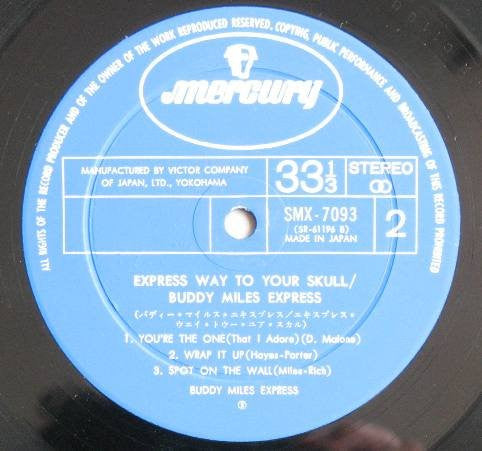 ALL RIGHTS OF THE RECORD PRODUCER AND OF THE OWNER OF THE WORK REPRODUCED RESERVED. COPYING, PUBLIC PERFORMANCE AND BROADCASTING OF THIS RECORD PROHIBITED
mercury
MANUFACTURED BY VICTOR COMPANY
OF JAPAN, LTD., YOKOHAMA
33 1/3
STEREO
SMX-7093
(SR-61196 B)
MADE IN JAPAN
2
EXPRESS WAY TO YOUR SKULL/
BUDDY MILES EXPRESS
(バディー★マイルス★エキスプレス/エキスプレス★
ウエイ★トゥー★ユア★スカル)
1. YOU'RE THE ONE(That I Adore)(D. Malone)
2. WRAP IT UP(Hayes-Porter)
3. SPOT ON THE WALL(Miles-Rich)
BUDDY MILES EXPRESS
Ⓟ